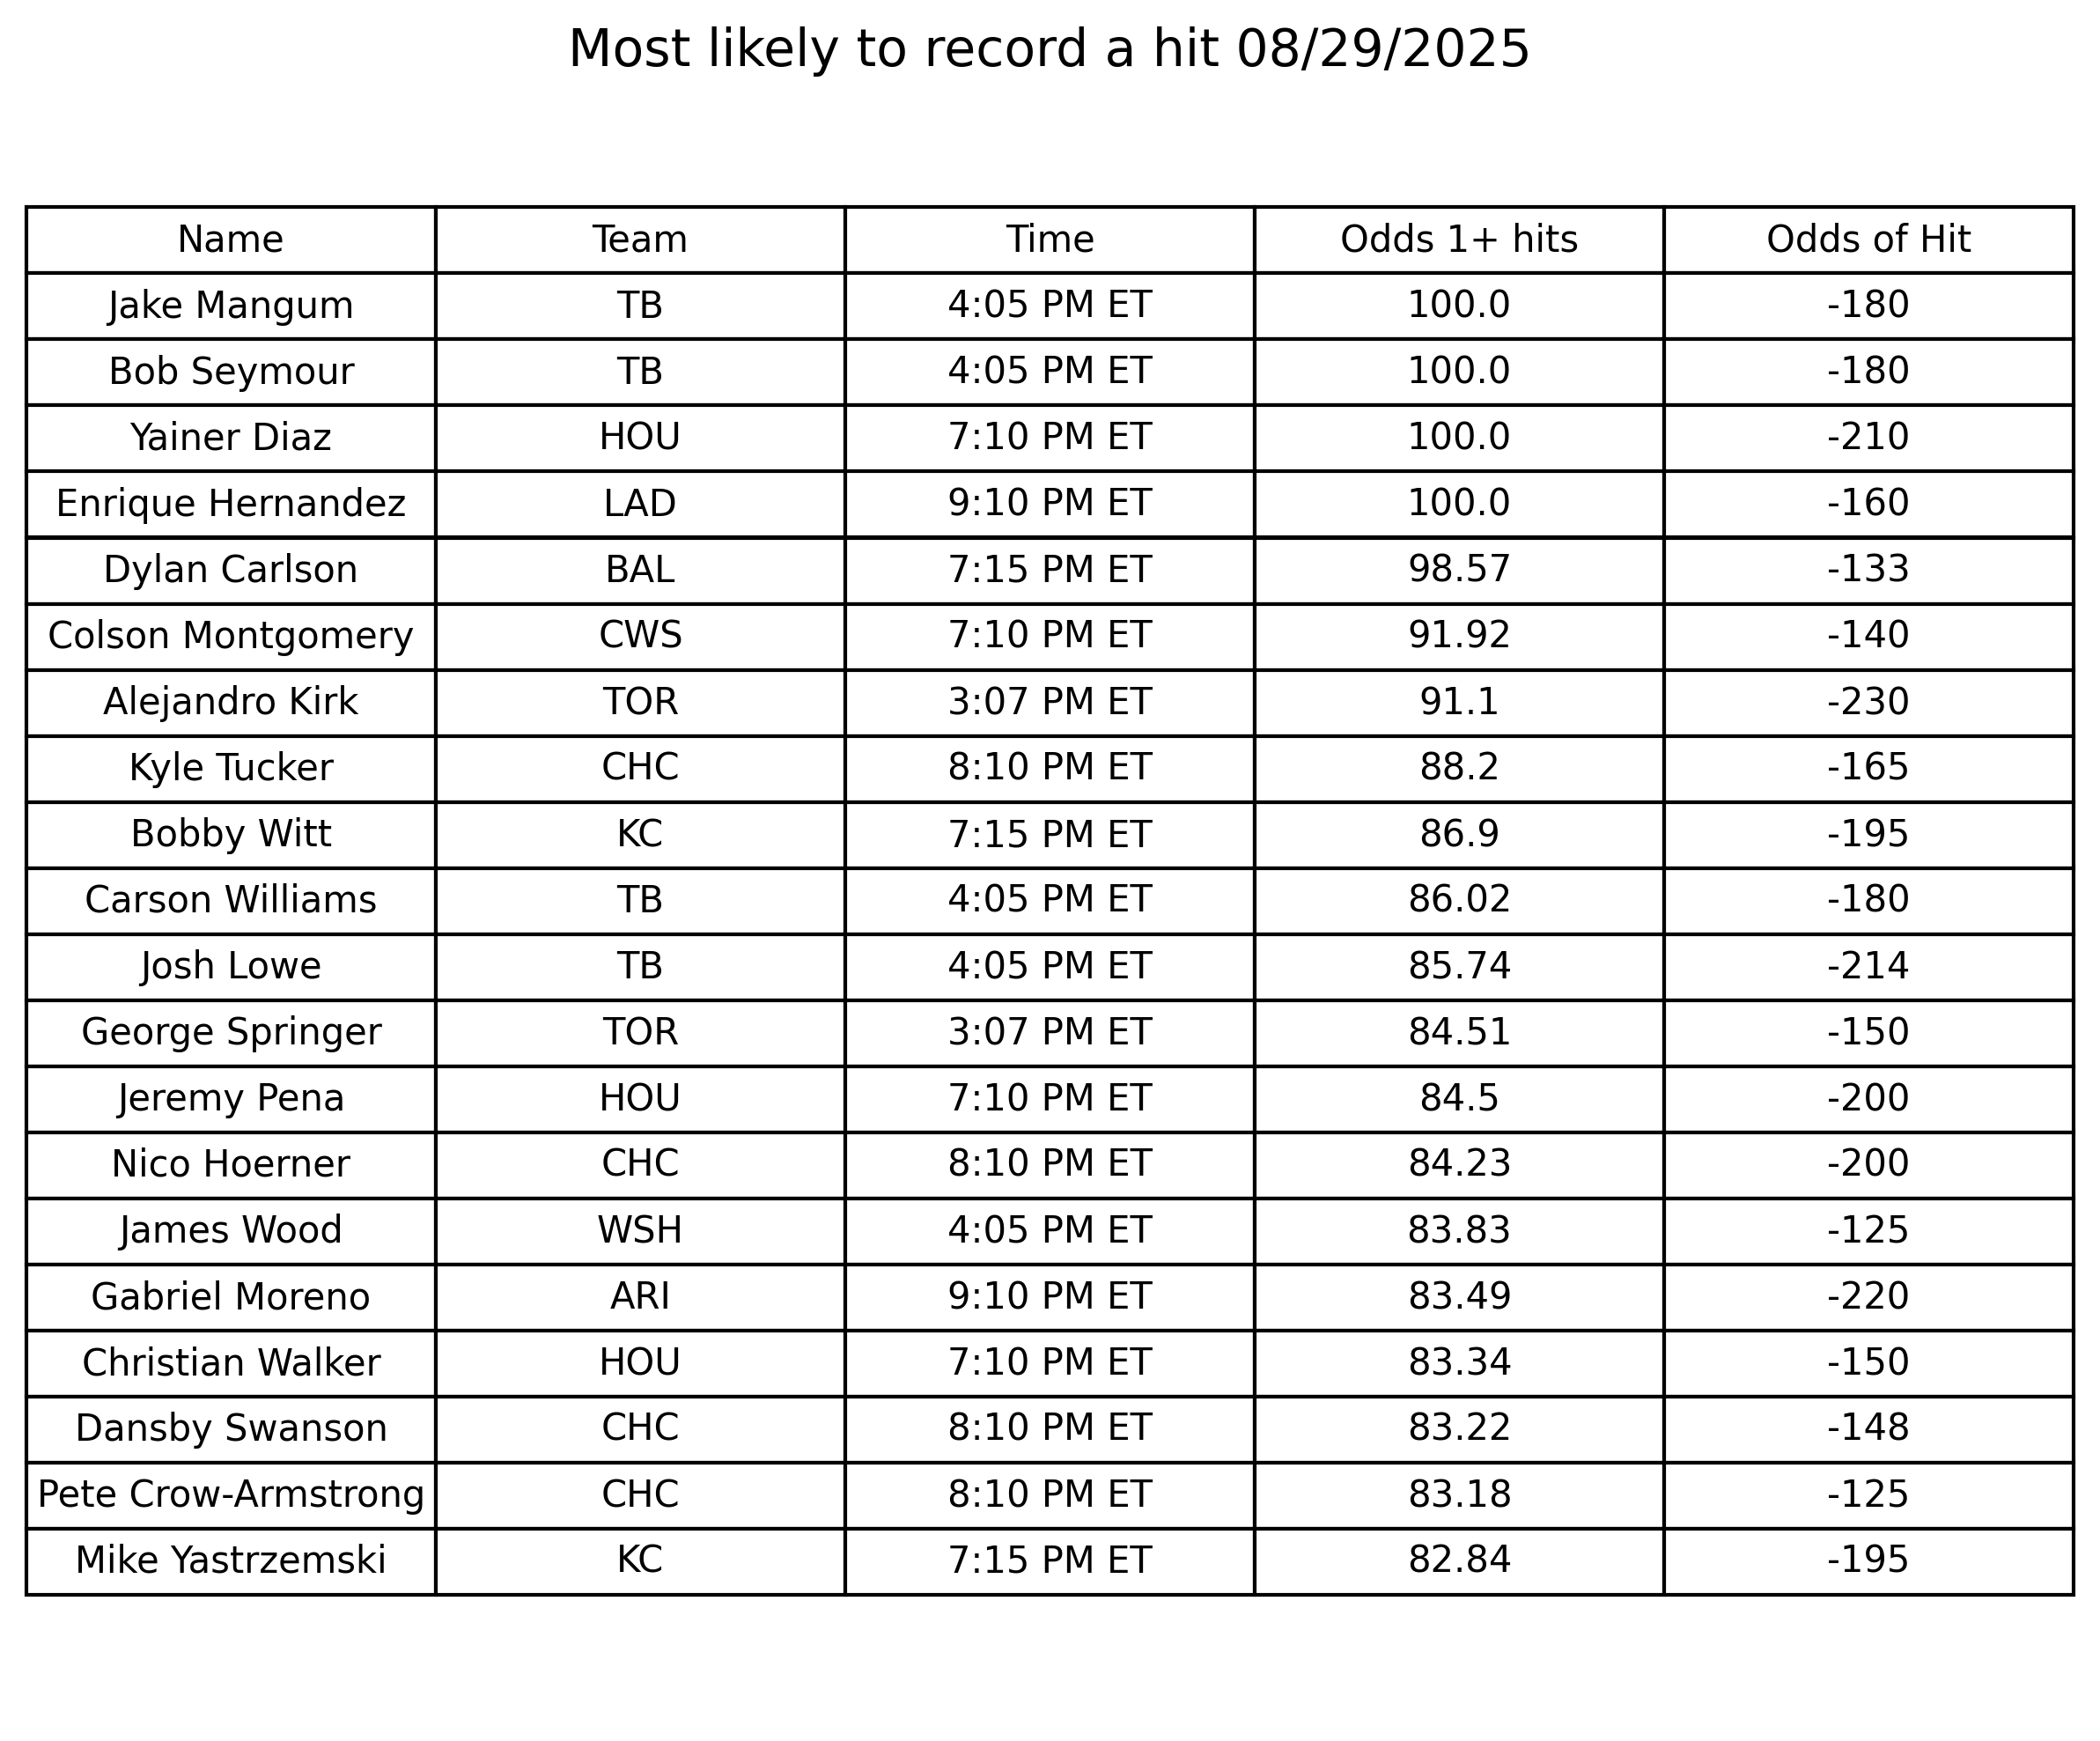 Most likely to record a hit 08/29/2025
Name Team Time Odds 1+ hits Odds of Hit
Jake Mangum TB 4:05 PM ET 100.0 -180
Bob Seymour TB 4:05 PM ET 100.0 -180
Yainer Diaz HOU 7:10 PM ET 100.0 -210
Enrique Hernandez LAD 9:10 PM ET 100.0 -160
Dylan Carlson BAL 7:15 PM ET 98.57 -133
Colson Montgomery CWS 7:10 PM ET 91.92 -140
Alejandro Kirk TOR 3:07 PM ET 91.1 -230
Kyle Tucker CHC 8:10 PM ET 88.2 -165
Bobby Witt KC 7:15 PM ET 86.9 -195
Carson Williams TB 4:05 PM ET 86.02 -180
Josh Lowe TB 4:05 PM ET 85.74 -214
George Springer TOR 3:07 PM ET 84.51 -150
Jeremy Pena HOU 7:10 PM ET 84.5 -200
Nico Hoerner CHC 8:10 PM ET 84.23 -200
James Wood WSH 4:05 PM ET 83.83 -125
Gabriel Moreno ARI 9:10 PM ET 83.49 -220
Christian Walker HOU 7:10 PM ET 83.34 -150
Dansby Swanson CHC 8:10 PM ET 83.22 -148
Pete Crow-Armstrong CHC 8:10 PM ET 83.18 -125
Mike Yastrzemski KC 7:15 PM ET 82.84 -195